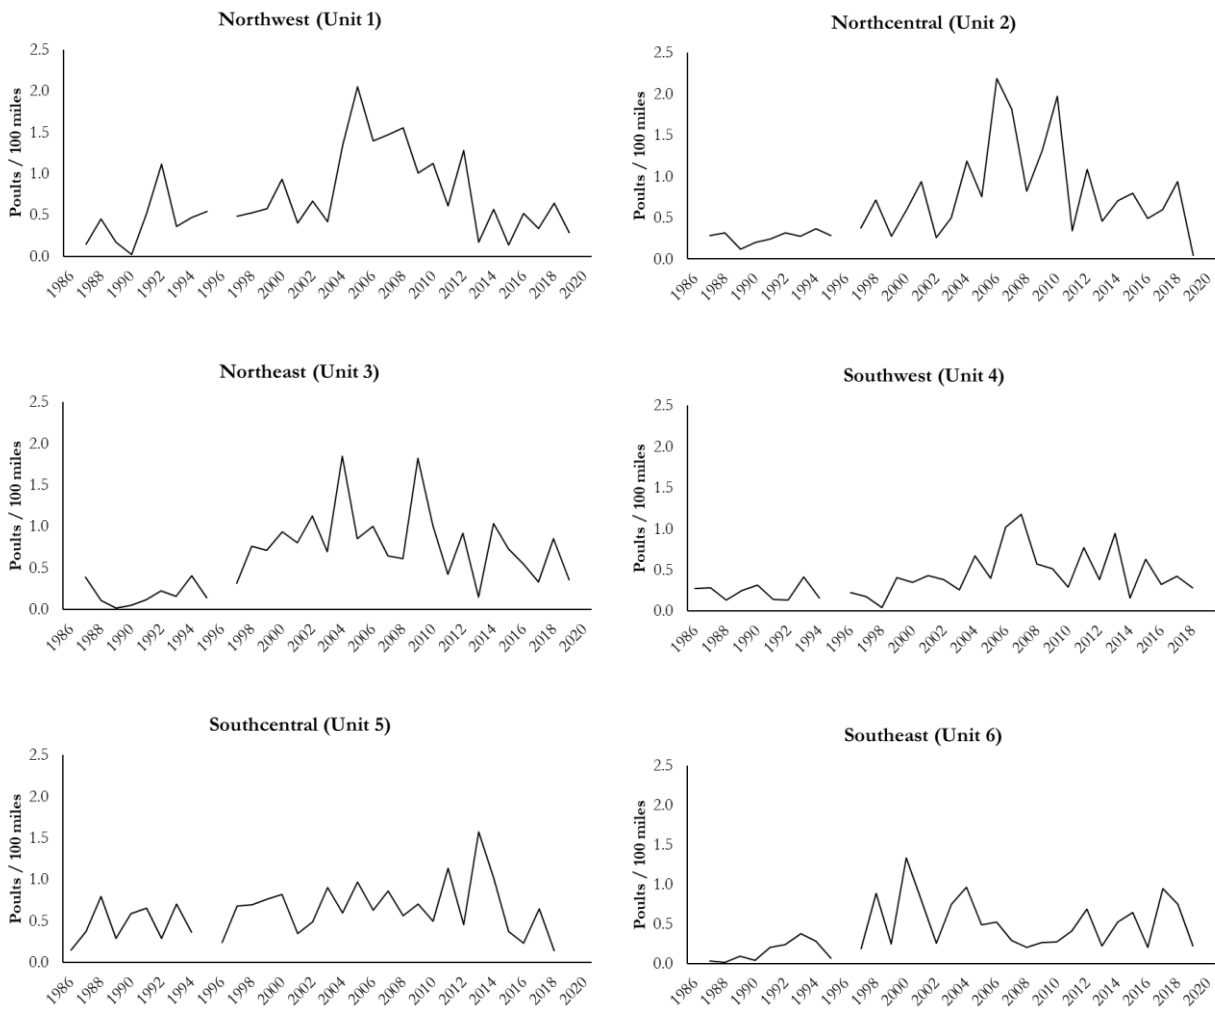 Northwest (Unit 1)
Poults / 100 miles
2.5
2.0
1.5
1.0
0.5
0.0
1986 1988 1990 1992 1994 1996 1998 2000 2002 2004 2006 2008 2010 2012 2014 2016 2018 2020
Northcentral (Unit 2)
Poults / 100 miles
2.5
2.0
1.5
1.0
0.5
0.0
1986 1988 1990 1992 1994 1996 1998 2000 2002 2004 2006 2008 2010 2012 2014 2016 2018 2020
Northeast (Unit 3)
Poults / 100 miles
2.5
2.0
1.5
1.0
0.5
0.0
1986 1988 1990 1992 1994 1996 1998 2000 2002 2004 2006 2008 2010 2012 2014 2016 2018 2020
Southwest (Unit 4)
Poults / 100 miles
2.5
2.0
1.5
1.0
0.5
0.0
1986 1988 1990 1992 1994 1996 1998 2000 2002 2004 2006 2008 2010 2012 2014 2016 2018
Southcentral (Unit 5)
Poults / 100 miles
2.5
2.0
1.5
1.0
0.5
0.0
1986 1988 1990 1992 1994 1996 1998 2000 2002 2004 2006 2008 2010 2012 2014 2016 2018 2020
Southeast (Unit 6)
Poults / 100 miles
2.5
2.0
1.5
1.0
0.5
0.0
1986 1988 1990 1992 1994 1996 1998 2000 2002 2004 2006 2008 2010 2012 2014 2016 2018 2020